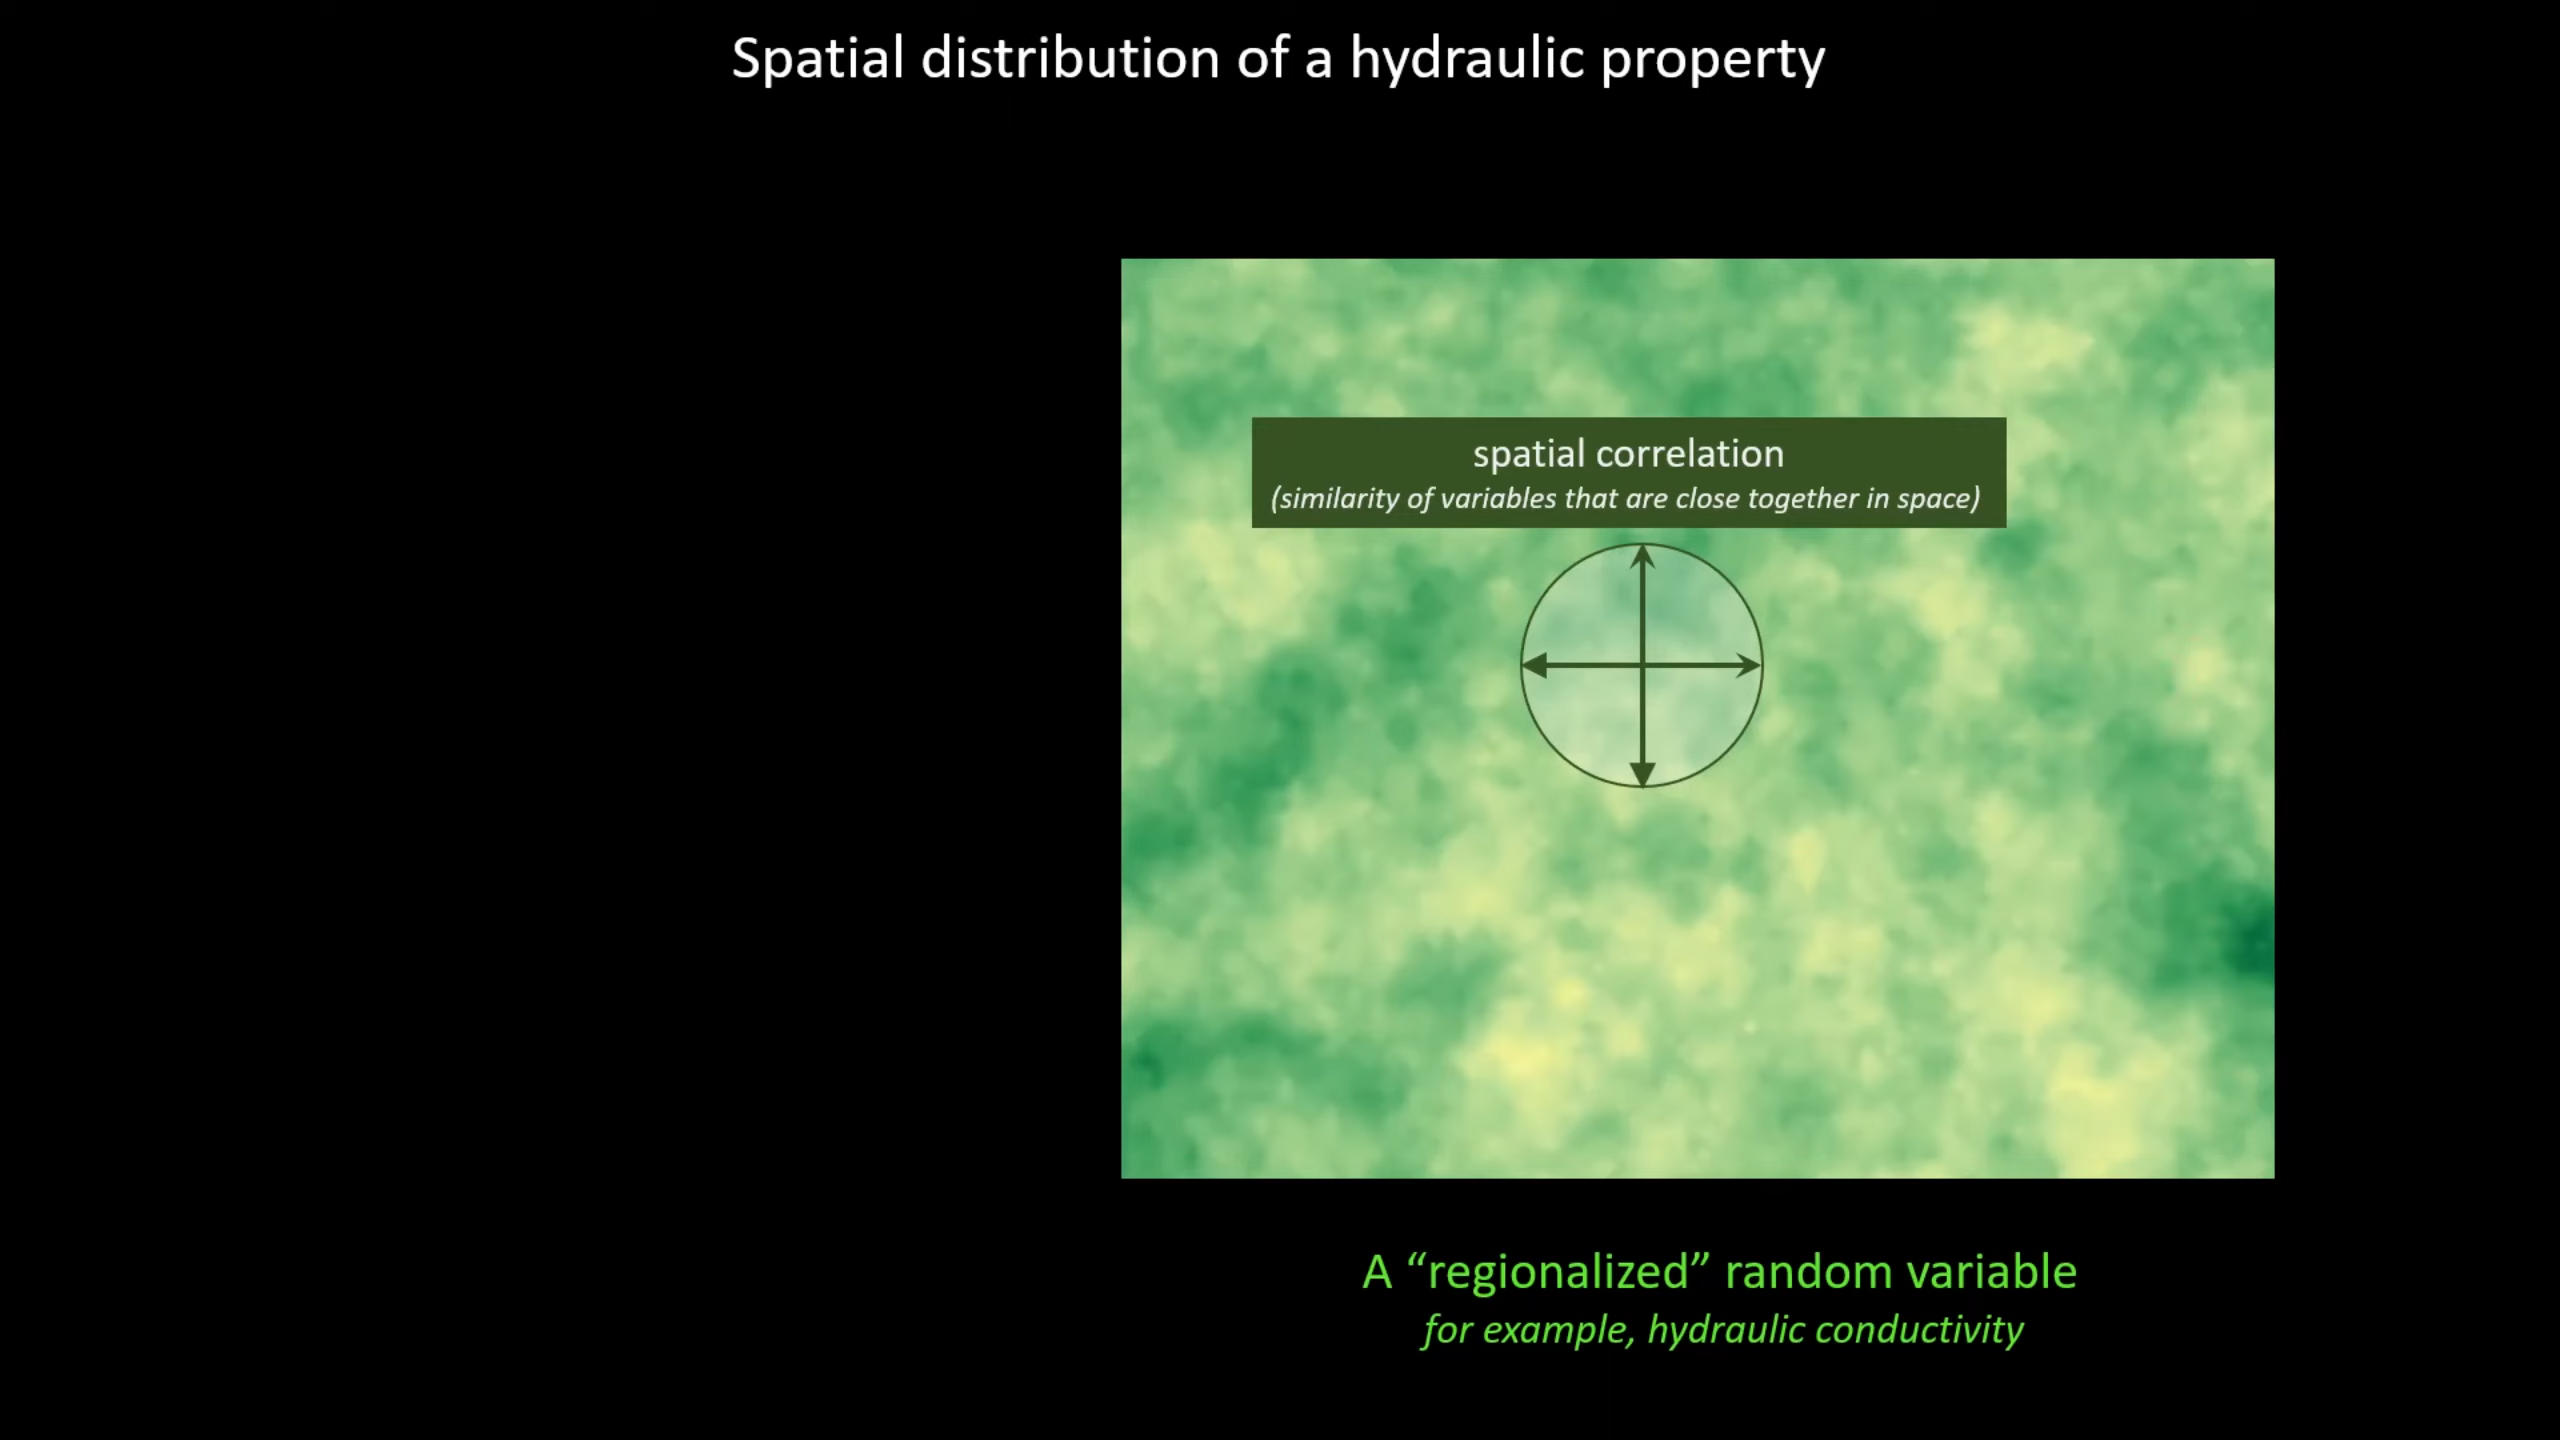 Spatial distribution of a hydraulic property
spatial correlation
(similarity of variables that are close together in space)
A “regionalized” random variable
for example, hydraulic conductivity